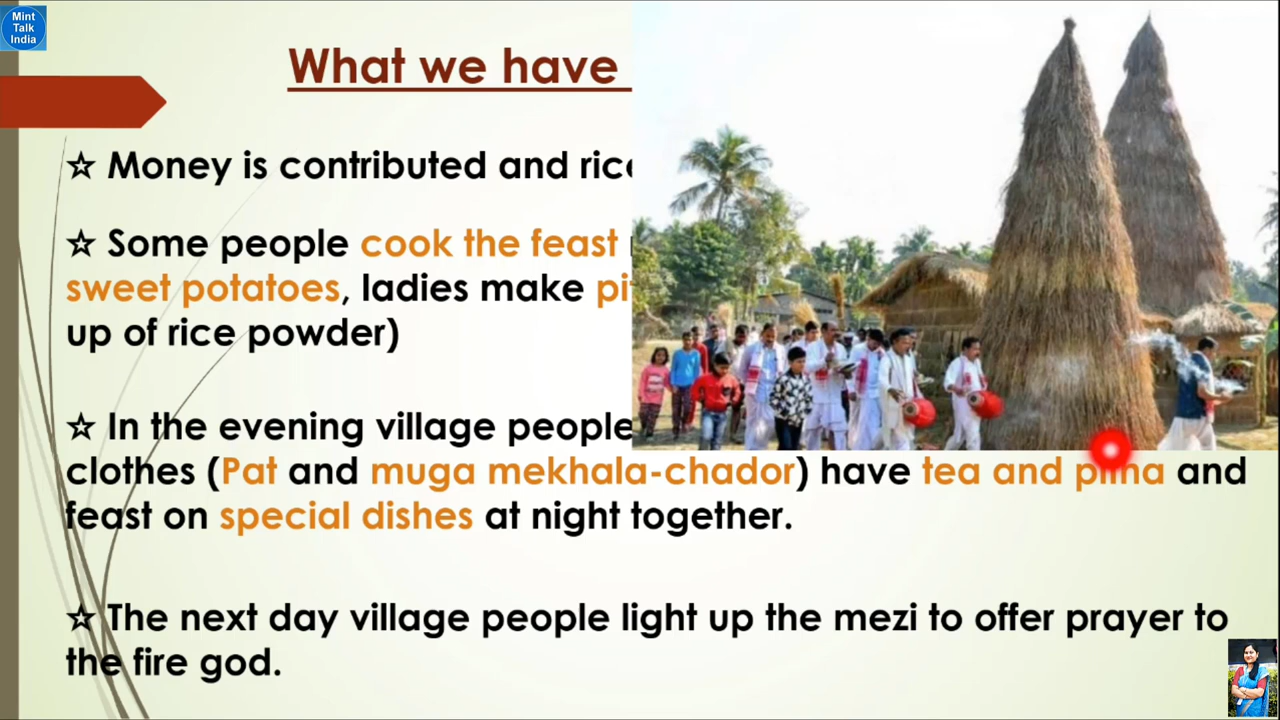 Mint
Talk
India
What we have
☆ Money is contributed and
☆ Some people cook the feast
sweet potatoes, ladies make
up of rice powder)
☆ In the evening village people
clothes (Pat and muga mekhala-chador) have tea and and
feast on special dishes at night together.
☆ The next day village people light up the mezi to offer prayer to
the fire god.